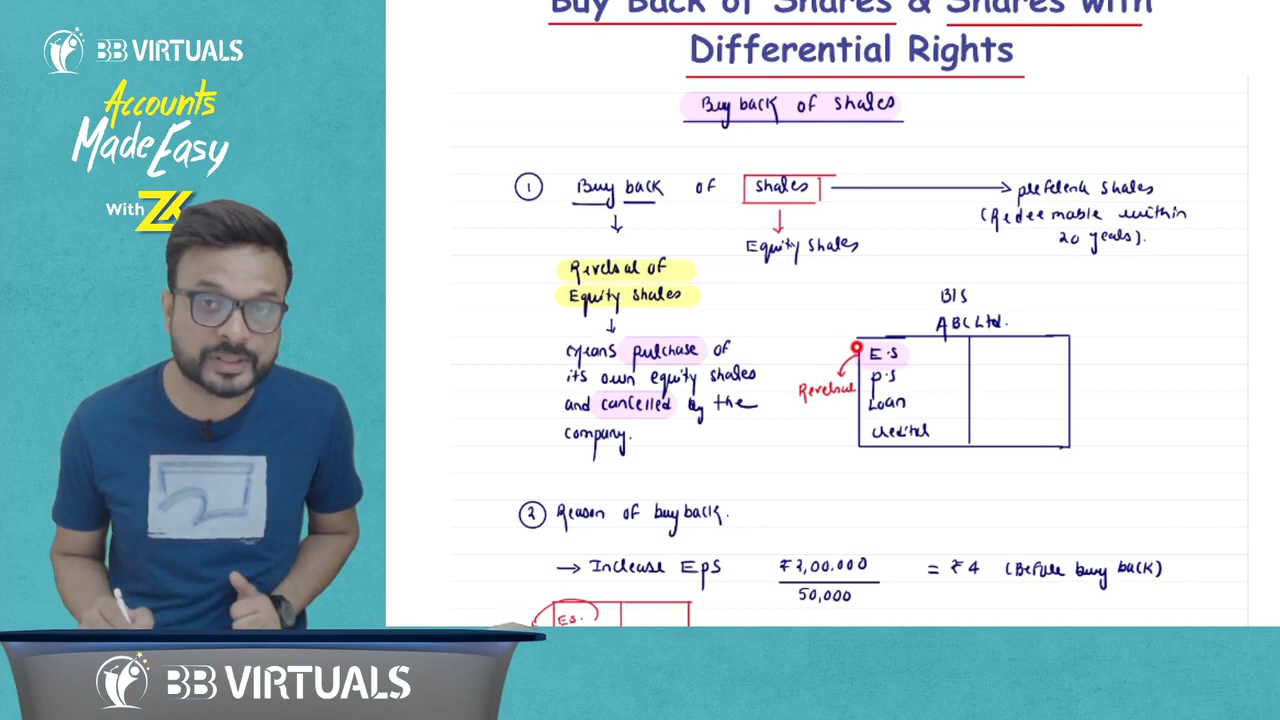 Buy Back of Shares & Shares with
Differential Rights
BB VIRTUALS
Accounts
Made Easy
With ZK
Buy back of shares
① Buy back of shares
preference shares
(Redeemable within
20 years).
Equity shares
Reversal of
Equity shares
Means purchase of
its own equity shares
and cancelled by the
company.
B/S
ABC Ltd.
E.S
P.S
Loan
Creditor
Reversal
② Reason of buy back.
→ Increase EPS ₹2,00,000 = ₹4 (Before buy back)
50,000
ES.
BB VIRTUALS